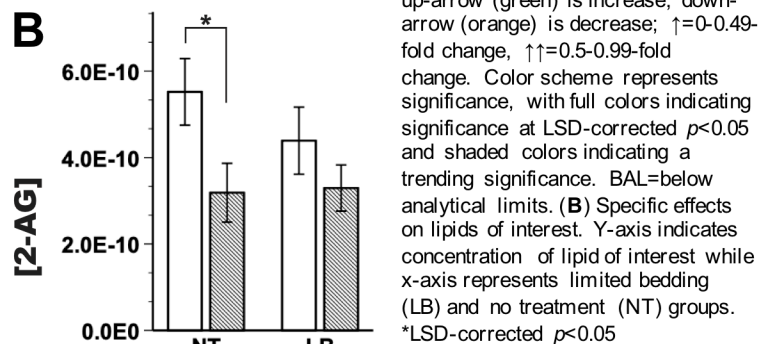 B
*
6.0E-10
4.0E-10
2.0E-10
0.0E0
[2-AG]
NT
LB
up-arrow (green) is increase; down-
arrow (orange) is decrease; ↑=0-0.49-
fold change, ↑↑=0.5-0.99-fold
change. Color scheme represents
significance, with full colors indicating
significance at LSD-corrected p<0.05
and shaded colors indicating a
trending significance. BAL=below
analytical limits. (B) Specific effects
on lipids of interest. Y-axis indicates
concentration of lipid of interest while
x-axis represents limited bedding
(LB) and no treatment (NT) groups.
*LSD-corrected p<0.05